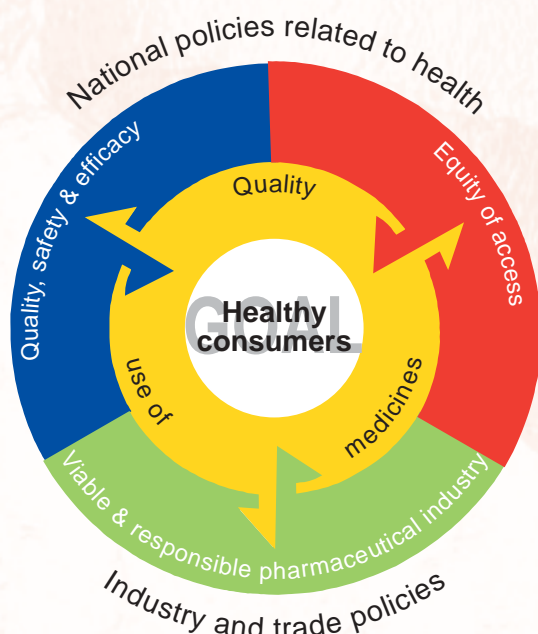 National policies related to health
Quality, safety & efficacy
Equity of access
Quality
use of
medicines
GOAL
Healthy
consumers
Viable & responsible pharmaceutical industry
Industry and trade policies